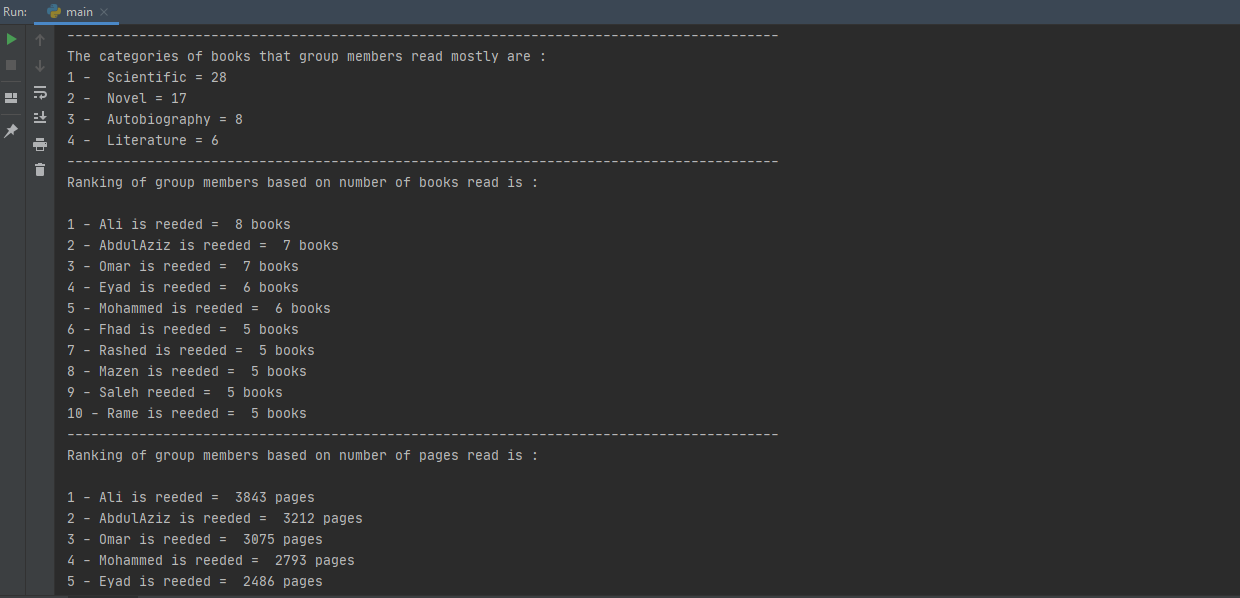 Run: main
-----------------------------------------------------------------------------------------
The categories of books that group members read mostly are :
1 -  Scientific = 28
2 -  Novel = 17
3 -  Autobiography = 8
4 -  Literature = 6
-----------------------------------------------------------------------------------------
Ranking of group members based on number of books read is :
1 - Ali is reeded =  8 books
2 - AbdulAziz is reeded =  7 books
3 - Omar is reeded =  7 books
4 - Eyad is reeded =  6 books
5 - Mohammed is reeded =  6 books
6 - Fhad is reeded =  5 books
7 - Rashed is reeded =  5 books
8 - Mazen is reeded =  5 books
9 - Saleh reeded =  5 books
10 - Rame is reeded =  5 books
-----------------------------------------------------------------------------------------
Ranking of group members based on number of pages read is :
1 - Ali is reeded =  3843 pages
2 - AbdulAziz is reeded =  3212 pages
3 - Omar is reeded =  3075 pages
4 - Mohammed is reeded =  2793 pages
5 - Eyad is reeded =  2486 pages